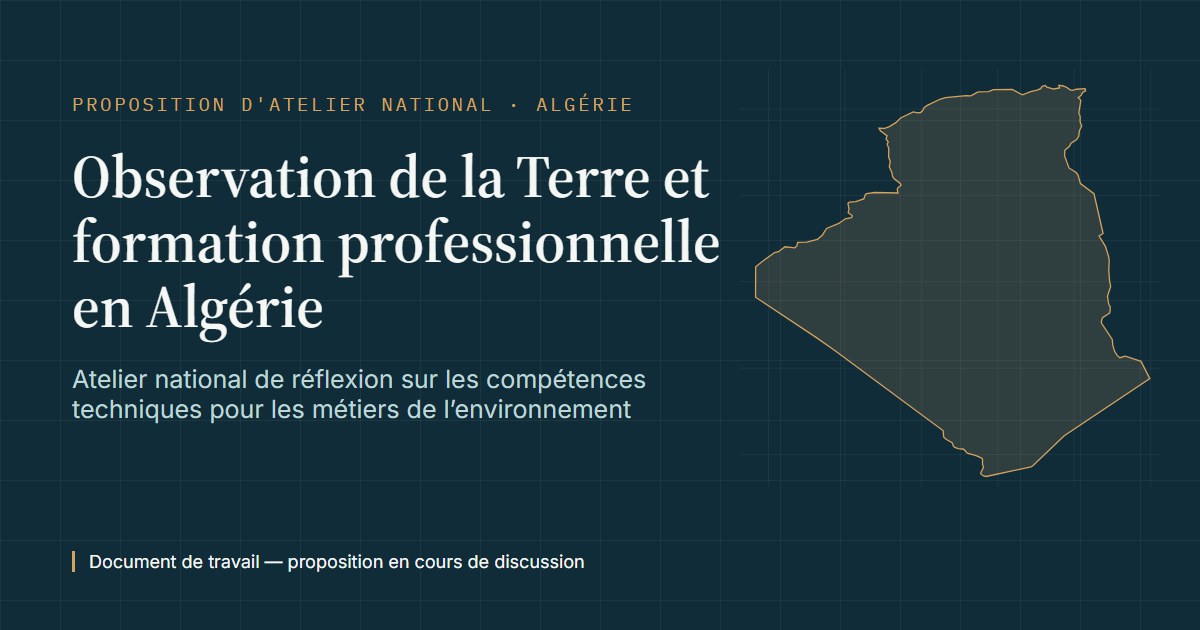 PROPOSITION D'ATELIER NATIONAL · ALGÉRIE
Observation de la Terre et
formation professionnelle
en Algérie
Atelier national de réflexion sur les compétences
techniques pour les métiers de l’environnement
Document de travail — proposition en cours de discussion